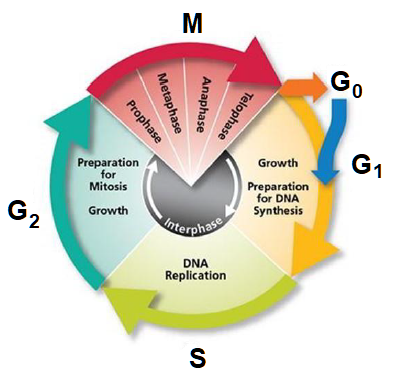 M
Prophase
Metaphase
Anaphase
Telophase
G0
G1
Growth
Preparation
for DNA
Synthesis
Interphase
DNA
Replication
S
G2
Preparation
for
Mitosis
Growth